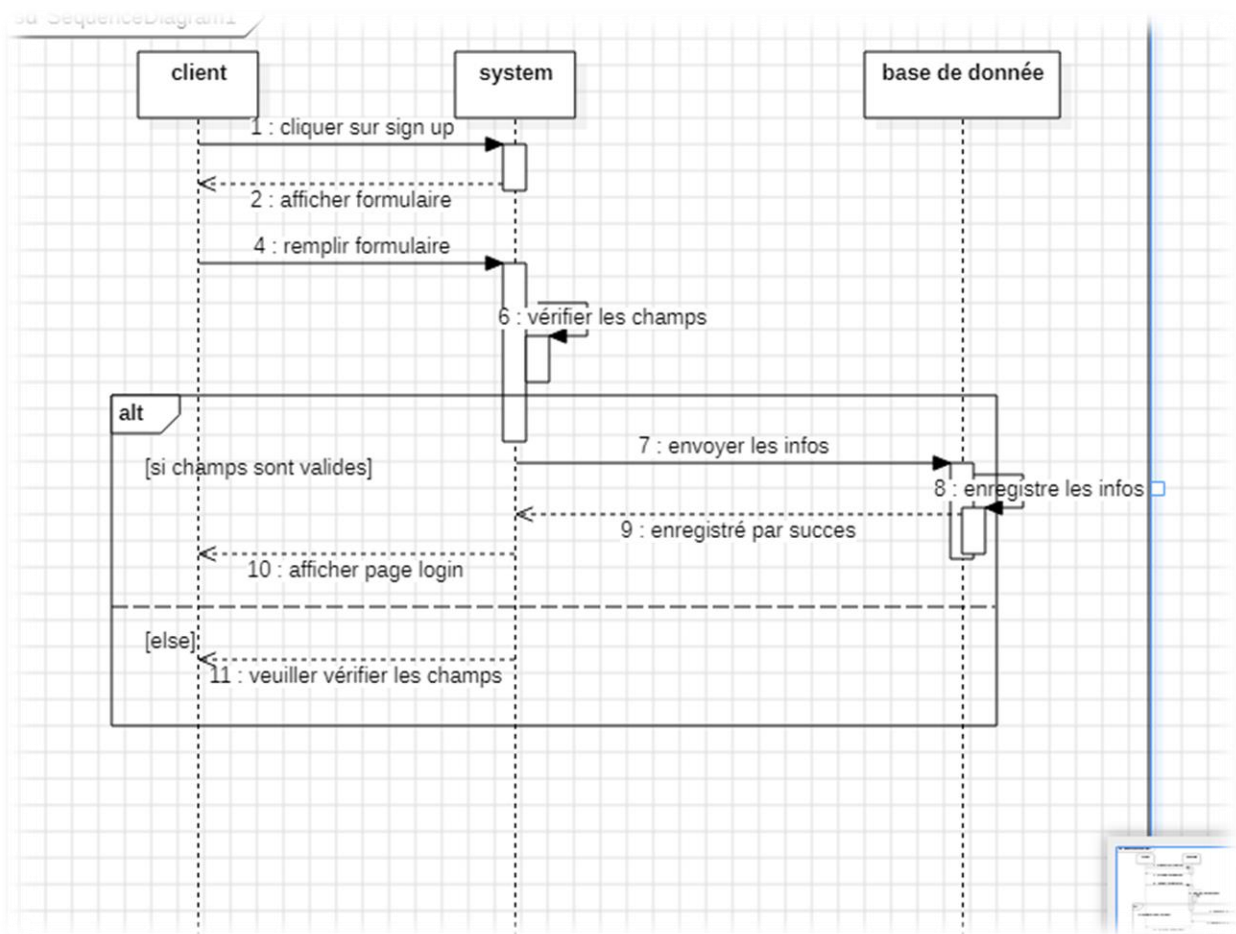 sd SequenceDiagram1
client
system
base de donnée
1 : cliquer sur sign up
2 : afficher formulaire
4 : remplir formulaire
6 : vérifier les champs
alt
7 : envoyer les infos
[si champs sont valides]
8 : enregistre les infos
9 : enregistré par succes
10 : afficher page login
[else]
11 : veuiller vérifier les champs